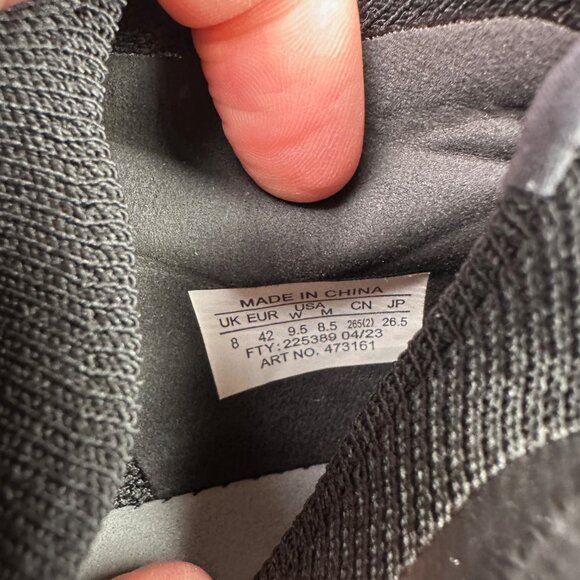 MADE IN CHINA
UK EUR USA W M CN JP
8 42 9.5 8.5 265(2) 26.5
FTY: 225389 04/23
ART NO. 473161